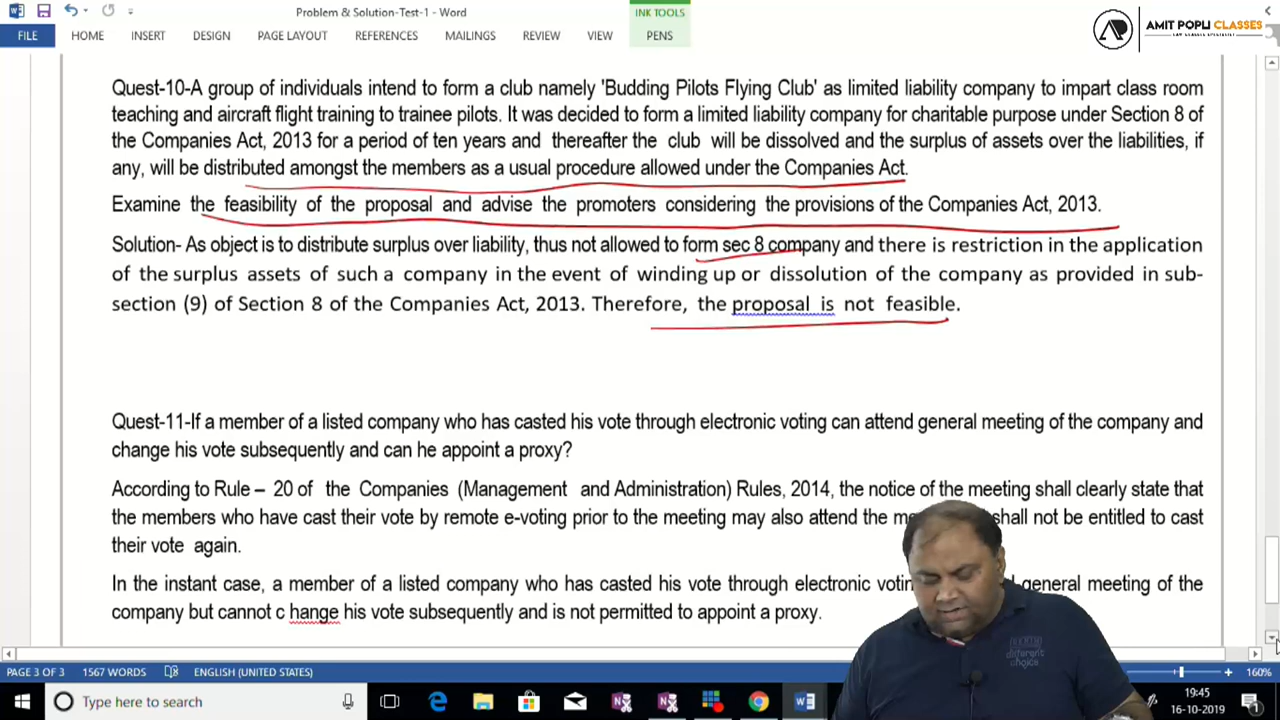 Problem & Solution-Test-1 - Word
INK TOOLS
AMIT POPLI CLASSES
FILE HOME INSERT DESIGN PAGE LAYOUT REFERENCES MAILINGS REVIEW VIEW PENS
Quest-10-A group of individuals intend to form a club namely 'Budding Pilots Flying Club' as limited liability company to impart class room
teaching and aircraft flight training to trainee pilots. It was decided to form a limited liability company for charitable purpose under Section 8 of
the Companies Act, 2013 for a period of ten years and thereafter the club will be dissolved and the surplus of assets over the liabilities, if
any, will be distributed amongst the members as a usual procedure allowed under the Companies Act.
Examine the feasibility of the proposal and advise the promoters considering the provisions of the Companies Act, 2013.
Solution- As object is to distribute surplus over liability, thus not allowed to form sec 8 company and there is restriction in the application
of the surplus assets of such a company in the event of winding up or dissolution of the company as provided in sub-
section (9) of Section 8 of the Companies Act, 2013. Therefore, the proposal is not feasible.
Quest-11-If a member of a listed company who has casted his vote through electronic voting can attend general meeting of the company and
change his vote subsequently and can he appoint a proxy?
According to Rule – 20 of the Companies (Management and Administration) Rules, 2014, the notice of the meeting shall clearly state that
the members who have cast their vote by remote e-voting prior to the meeting may also attend the shall not be entitled to cast
their vote again.
In the instant case, a member of a listed company who has casted his vote through electronic general meeting of the
company but cannot c hange his vote subsequently and is not permitted to appoint a proxy.
PAGE 3 OF 3 1567 WORDS ENGLISH (UNITED STATES) 160%
Type here to search
19:45
16-10-2019